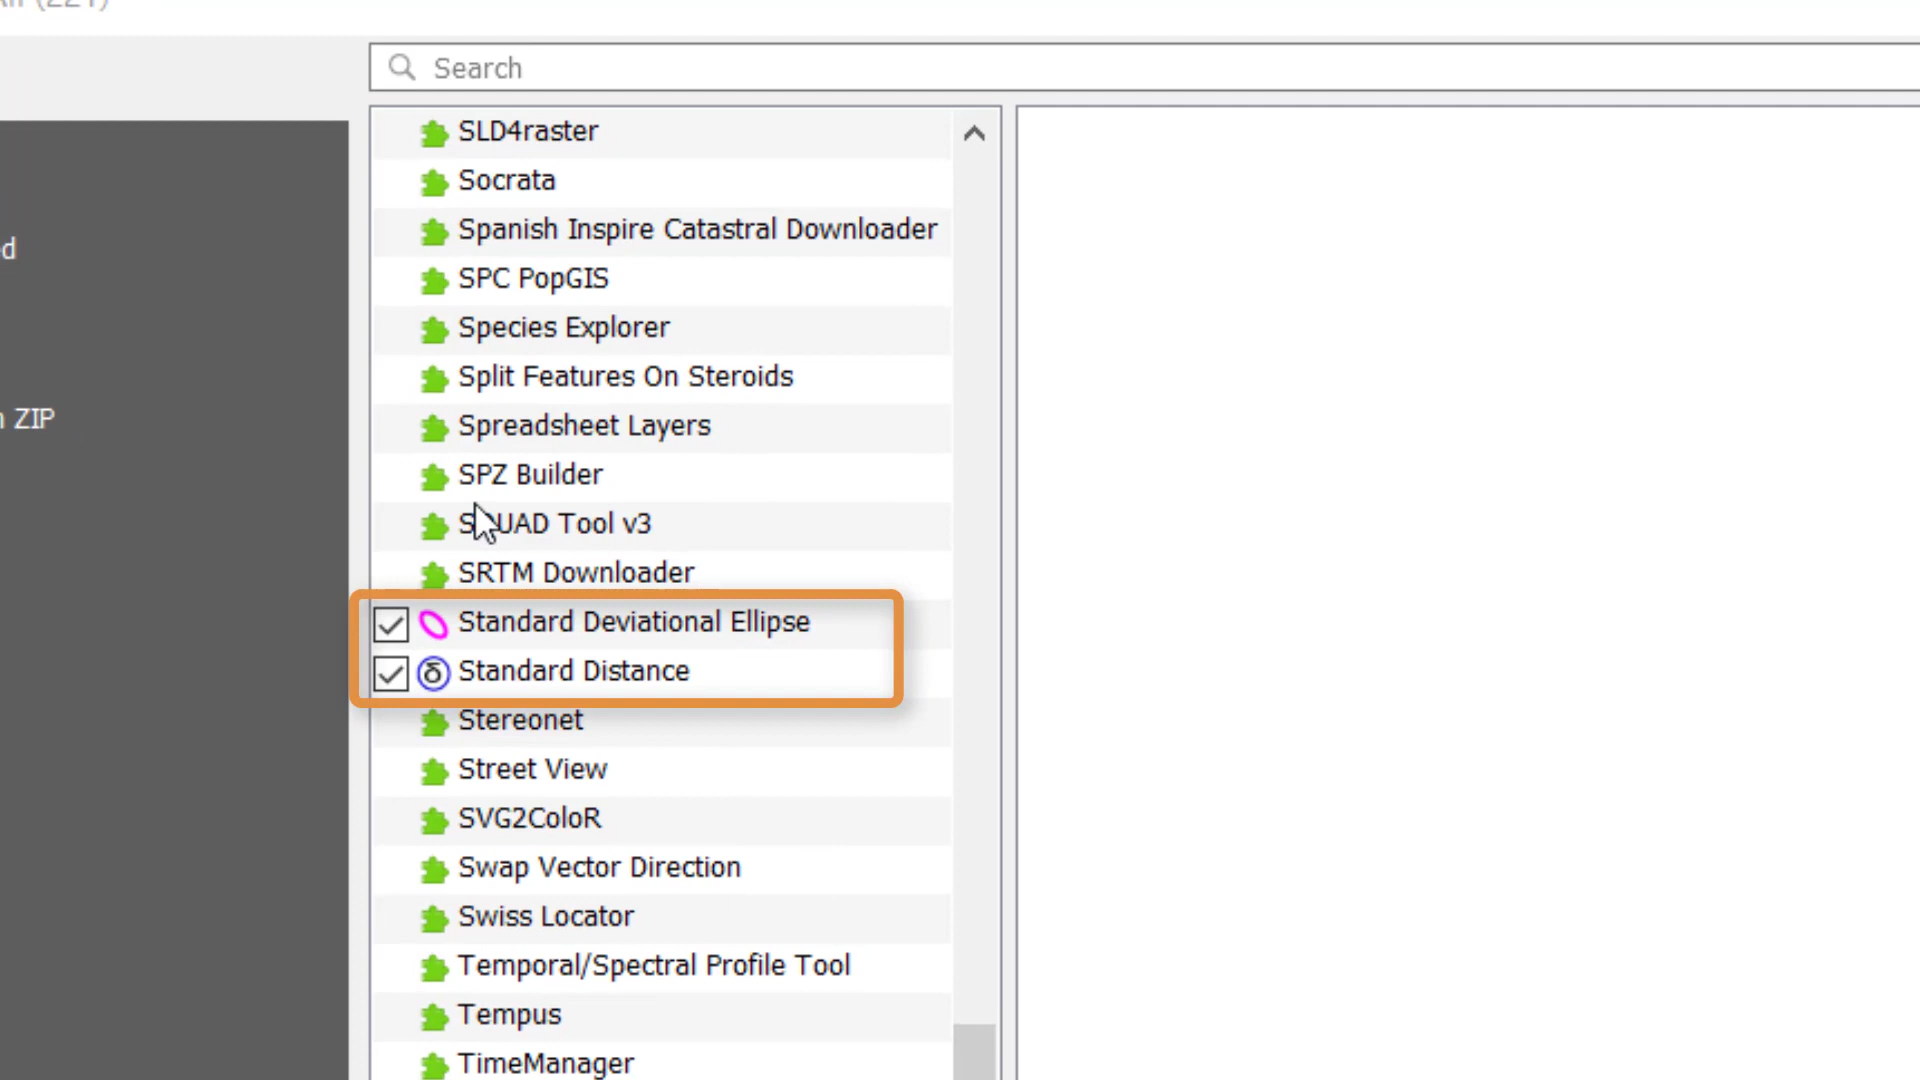 Search
SLD4raster
Socrata
Spanish Inspire Catastral Downloader
SPC PopGIS
Species Explorer
Split Features On Steroids
Spreadsheet Layers
SPZ Builder
SQUAD Tool v3
SRTM Downloader
Standard Deviational Ellipse
Standard Distance
Stereonet
Street View
SVG2ColoR
Swap Vector Direction
Swiss Locator
Temporal/Spectral Profile Tool
Tempus
TimeManager
ZIP